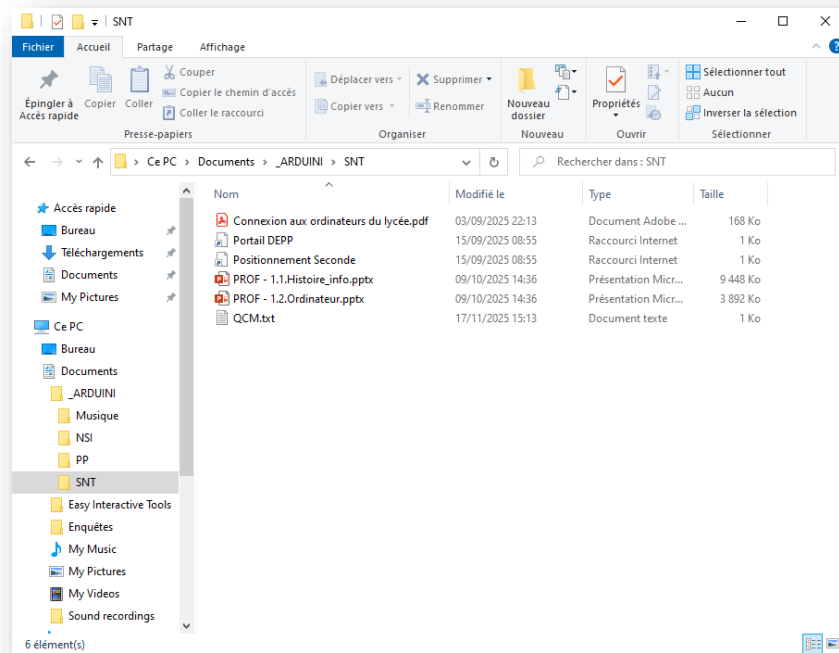 SNT
Fichier Accueil Partage Affichage
Épingler à Accès rapide
Copier
Coller
Couper
Copier le chemin d'accès
Coller le raccourci
Presse-papiers
Déplacer vers
Copier vers
Supprimer
Renommer
Organiser
Nouveau dossier
Nouveau
Propriétés
Ouvrir
Sélectionner tout
Aucun
Inverser la sélection
Sélectionner
Ce PC > Documents > _ARDUINI > SNT
Rechercher dans : SNT
Accès rapide
Bureau
Téléchargements
Documents
My Pictures
Ce PC
Bureau
Documents
_ARDUINI
Musique
NSI
PP
SNT
Easy Interactive Tools
Enquêtes
My Music
My Pictures
My Videos
Sound recordings
Nom Modifié le Type Taille
Connexion aux ordinateurs du lycée.pdf 03/09/2025 22:13 Document Adobe ... 168 Ko
Portail DEPP 15/09/2025 08:55 Raccourci Internet 1 Ko
Positionnement Seconde 15/09/2025 08:55 Raccourci Internet 1 Ko
PROF - 1.1.Histoire_info.pptx 09/10/2025 14:36 Présentation Micr... 9 448 Ko
PROF - 1.2.Ordinateur.pptx 09/10/2025 14:36 Présentation Micr... 3 892 Ko
QCM.txt 17/11/2025 15:13 Document texte 1 Ko
6 élément(s)